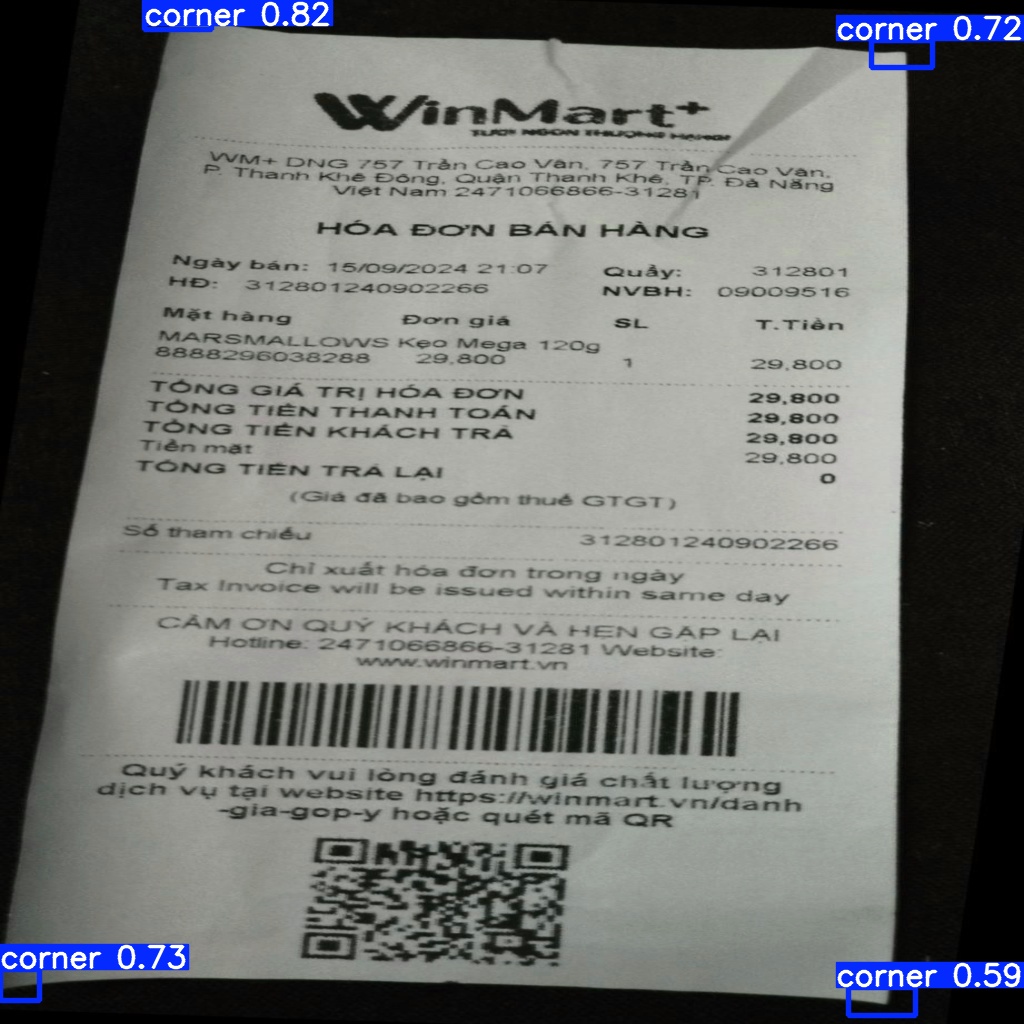 corner 0.82
corner 0.72
WinMart+
TƯƠI NGON THƯỢNG HẠNG
WM+ DNG 757 Trần Cao Vân, 757 Trần Cao Vân,
P. Thanh Khê Đông, Quận Thanh Khê, TP. Đà Nẵng
Việt Nam 2471066866-31281
HÓA ĐƠN BÁN HÀNG
Ngày bán: 15/09/2024 21:07 Quầy: 312801
HĐ: 312801240902266 NVBH: 09009516
Mặt hàng Đơn giá SL T.Tiền
MARSMALLOWS Kẹo Mega 120g
8888296038288 29,800 1 29,800
TỔNG GIÁ TRỊ HÓA ĐƠN 29,800
TỔNG TIỀN THANH TOÁN 29,800
TỔNG TIỀN KHÁCH TRẢ 29,800
Tiền mặt 29,800
TỔNG TIỀN TRẢ LẠI 0
(Giá đã bao gồm thuế GTGT)
Số tham chiếu 312801240902266
Chỉ xuất hóa đơn trong ngày
Tax Invoice will be issued within same day
CẢM ƠN QUÝ KHÁCH VÀ HẸN GẶP LẠI
Hotline: 2471066866-31281 Website:
www.winmart.vn
Quý khách vui lòng đánh giá chất lượng
dịch vụ tại website https://winmart.vn/danh
-gia-gop-y hoặc quét mã QR
corner 0.73
corner 0.59